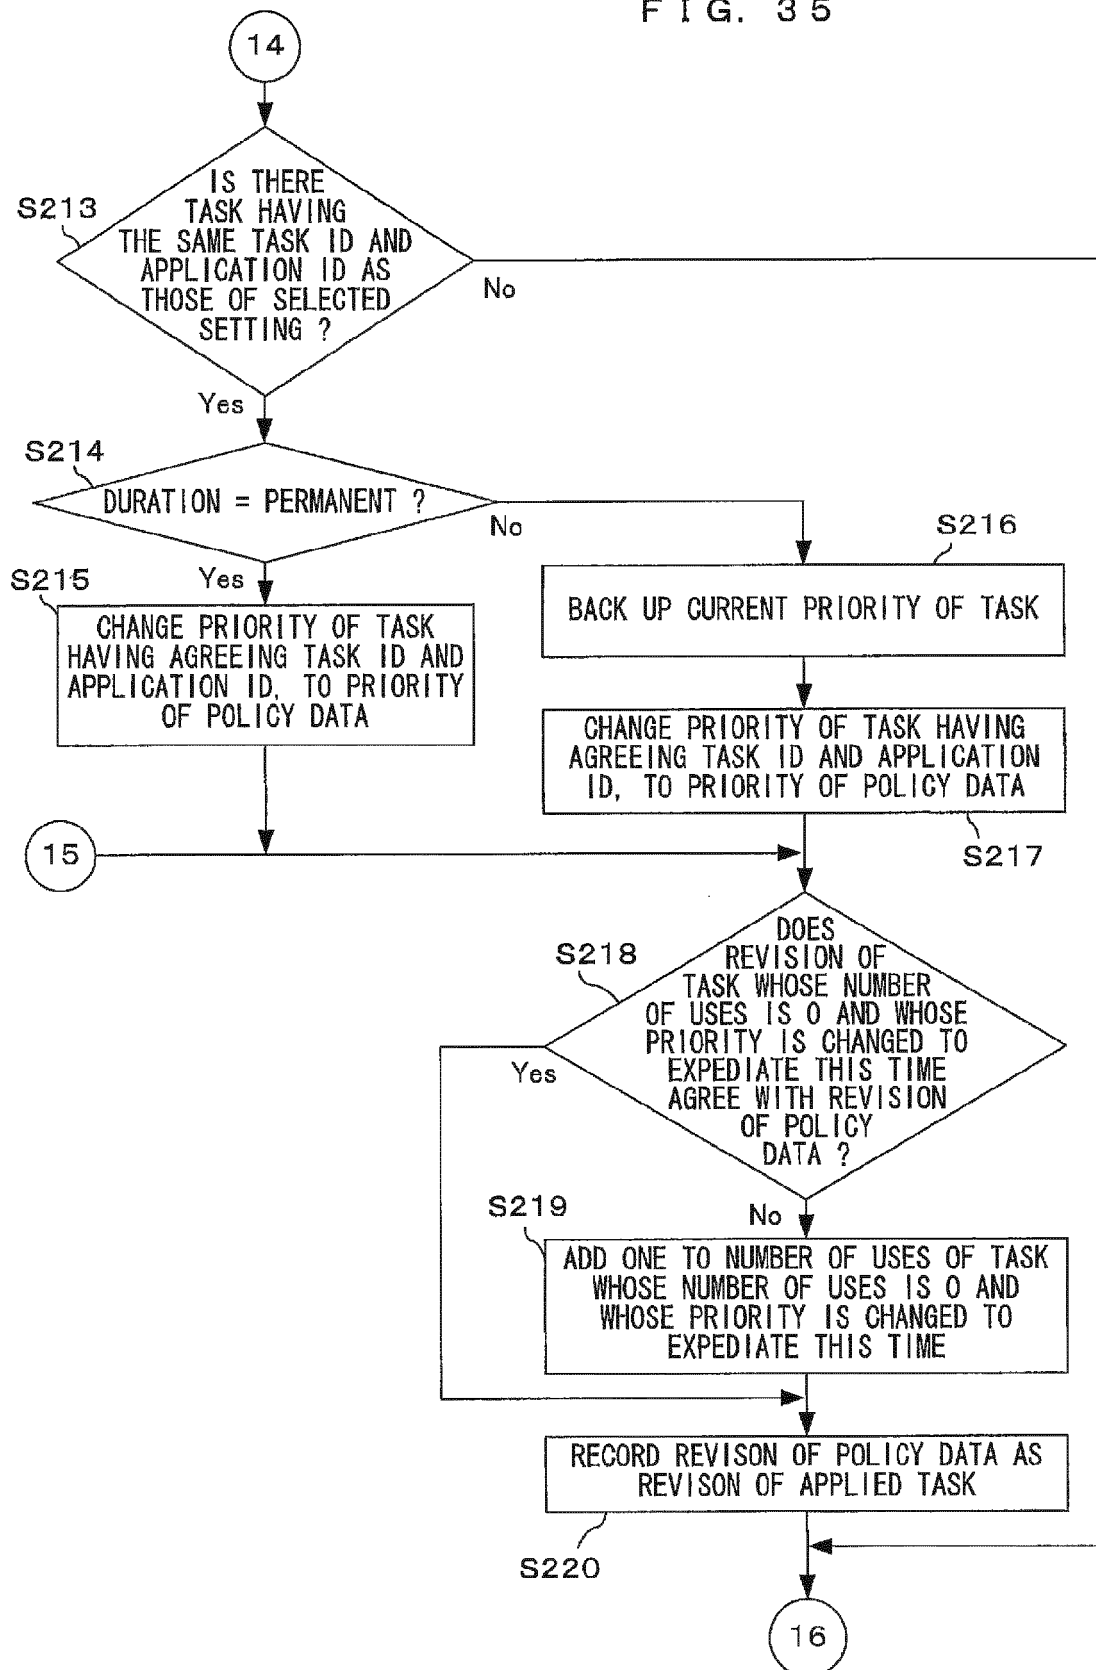 FIG. 35
14
S213
IS THERE
TASK HAVING
THE SAME TASK ID AND
APPLICATION ID AS
THOSE OF SELECTED
SETTING ?
No
Yes
S214
DURATION = PERMANENT ?
No
Yes
S215
CHANGE PRIORITY OF TASK
HAVING AGREEING TASK ID AND
APPLICATION ID, TO PRIORITY
OF POLICY DATA
S216
BACK UP CURRENT PRIORITY OF TASK
CHANGE PRIORITY OF TASK HAVING
AGREEING TASK ID AND APPLICATION
ID, TO PRIORITY OF POLICY DATA
S217
15
S218
DOES
REVISION OF
TASK WHOSE NUMBER
OF USES IS 0 AND WHOSE
PRIORITY IS CHANGED TO
EXPEDIATE THIS TIME
AGREE WITH REVISION
OF POLICY
DATA ?
Yes
No
S219
ADD ONE TO NUMBER OF USES OF TASK
WHOSE NUMBER OF USES IS 0 AND
WHOSE PRIORITY IS CHANGED TO
EXPEDIATE THIS TIME
RECORD REVISON OF POLICY DATA AS
REVISON OF APPLIED TASK
S220
16